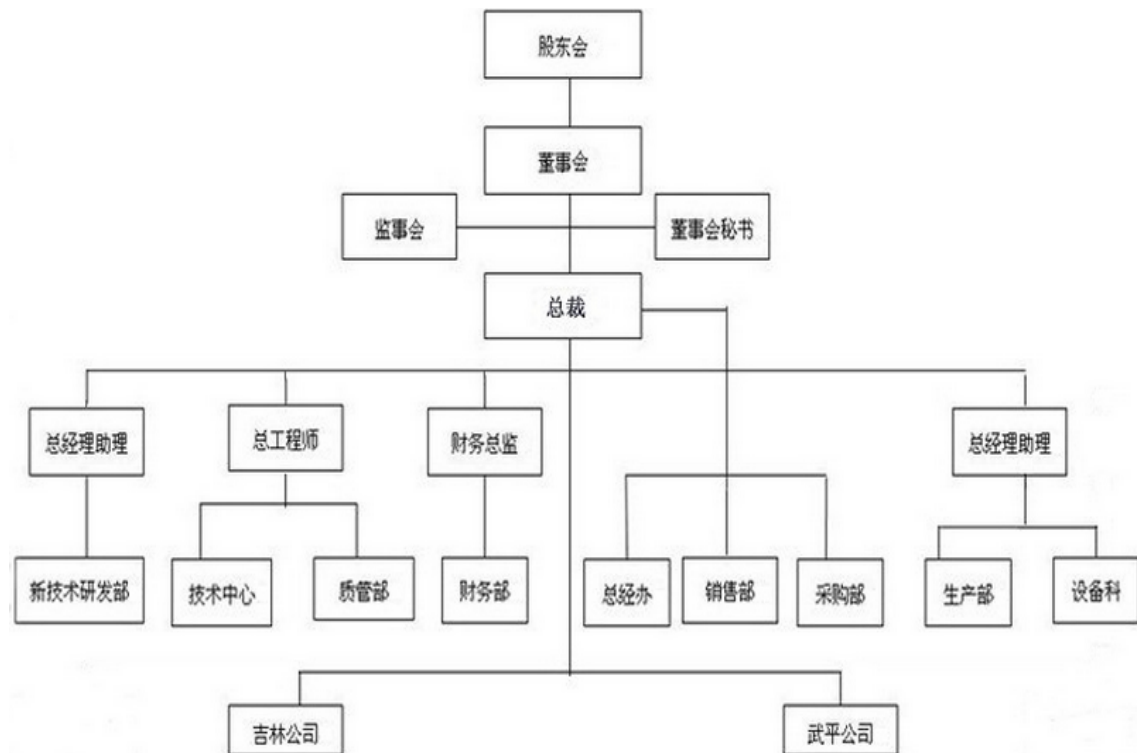 股东会
董事会
监事会
董事会秘书
总裁
总经理助理
总工程师
财务总监
总经理助理
新技术研发部
技术中心
质管部
财务部
总经办
销售部
采购部
生产部
设备科
吉林公司
武平公司